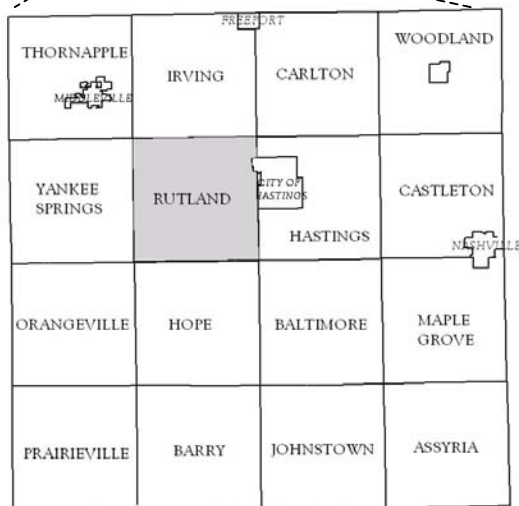 FREEPORT
THORNAPPLE
IRVING
CARLTON
WOODLAND
MIDDLEVILLE
YANKEE
SPRINGS
RUTLAND
CITY OF
HASTINGS
HASTINGS
CASTLETON
NASHVILLE
ORANGEVILLE
HOPE
BALTIMORE
MAPLE
GROVE
PRAIRIEVILLE
BARRY
JOHNSTOWN
ASSYRIA